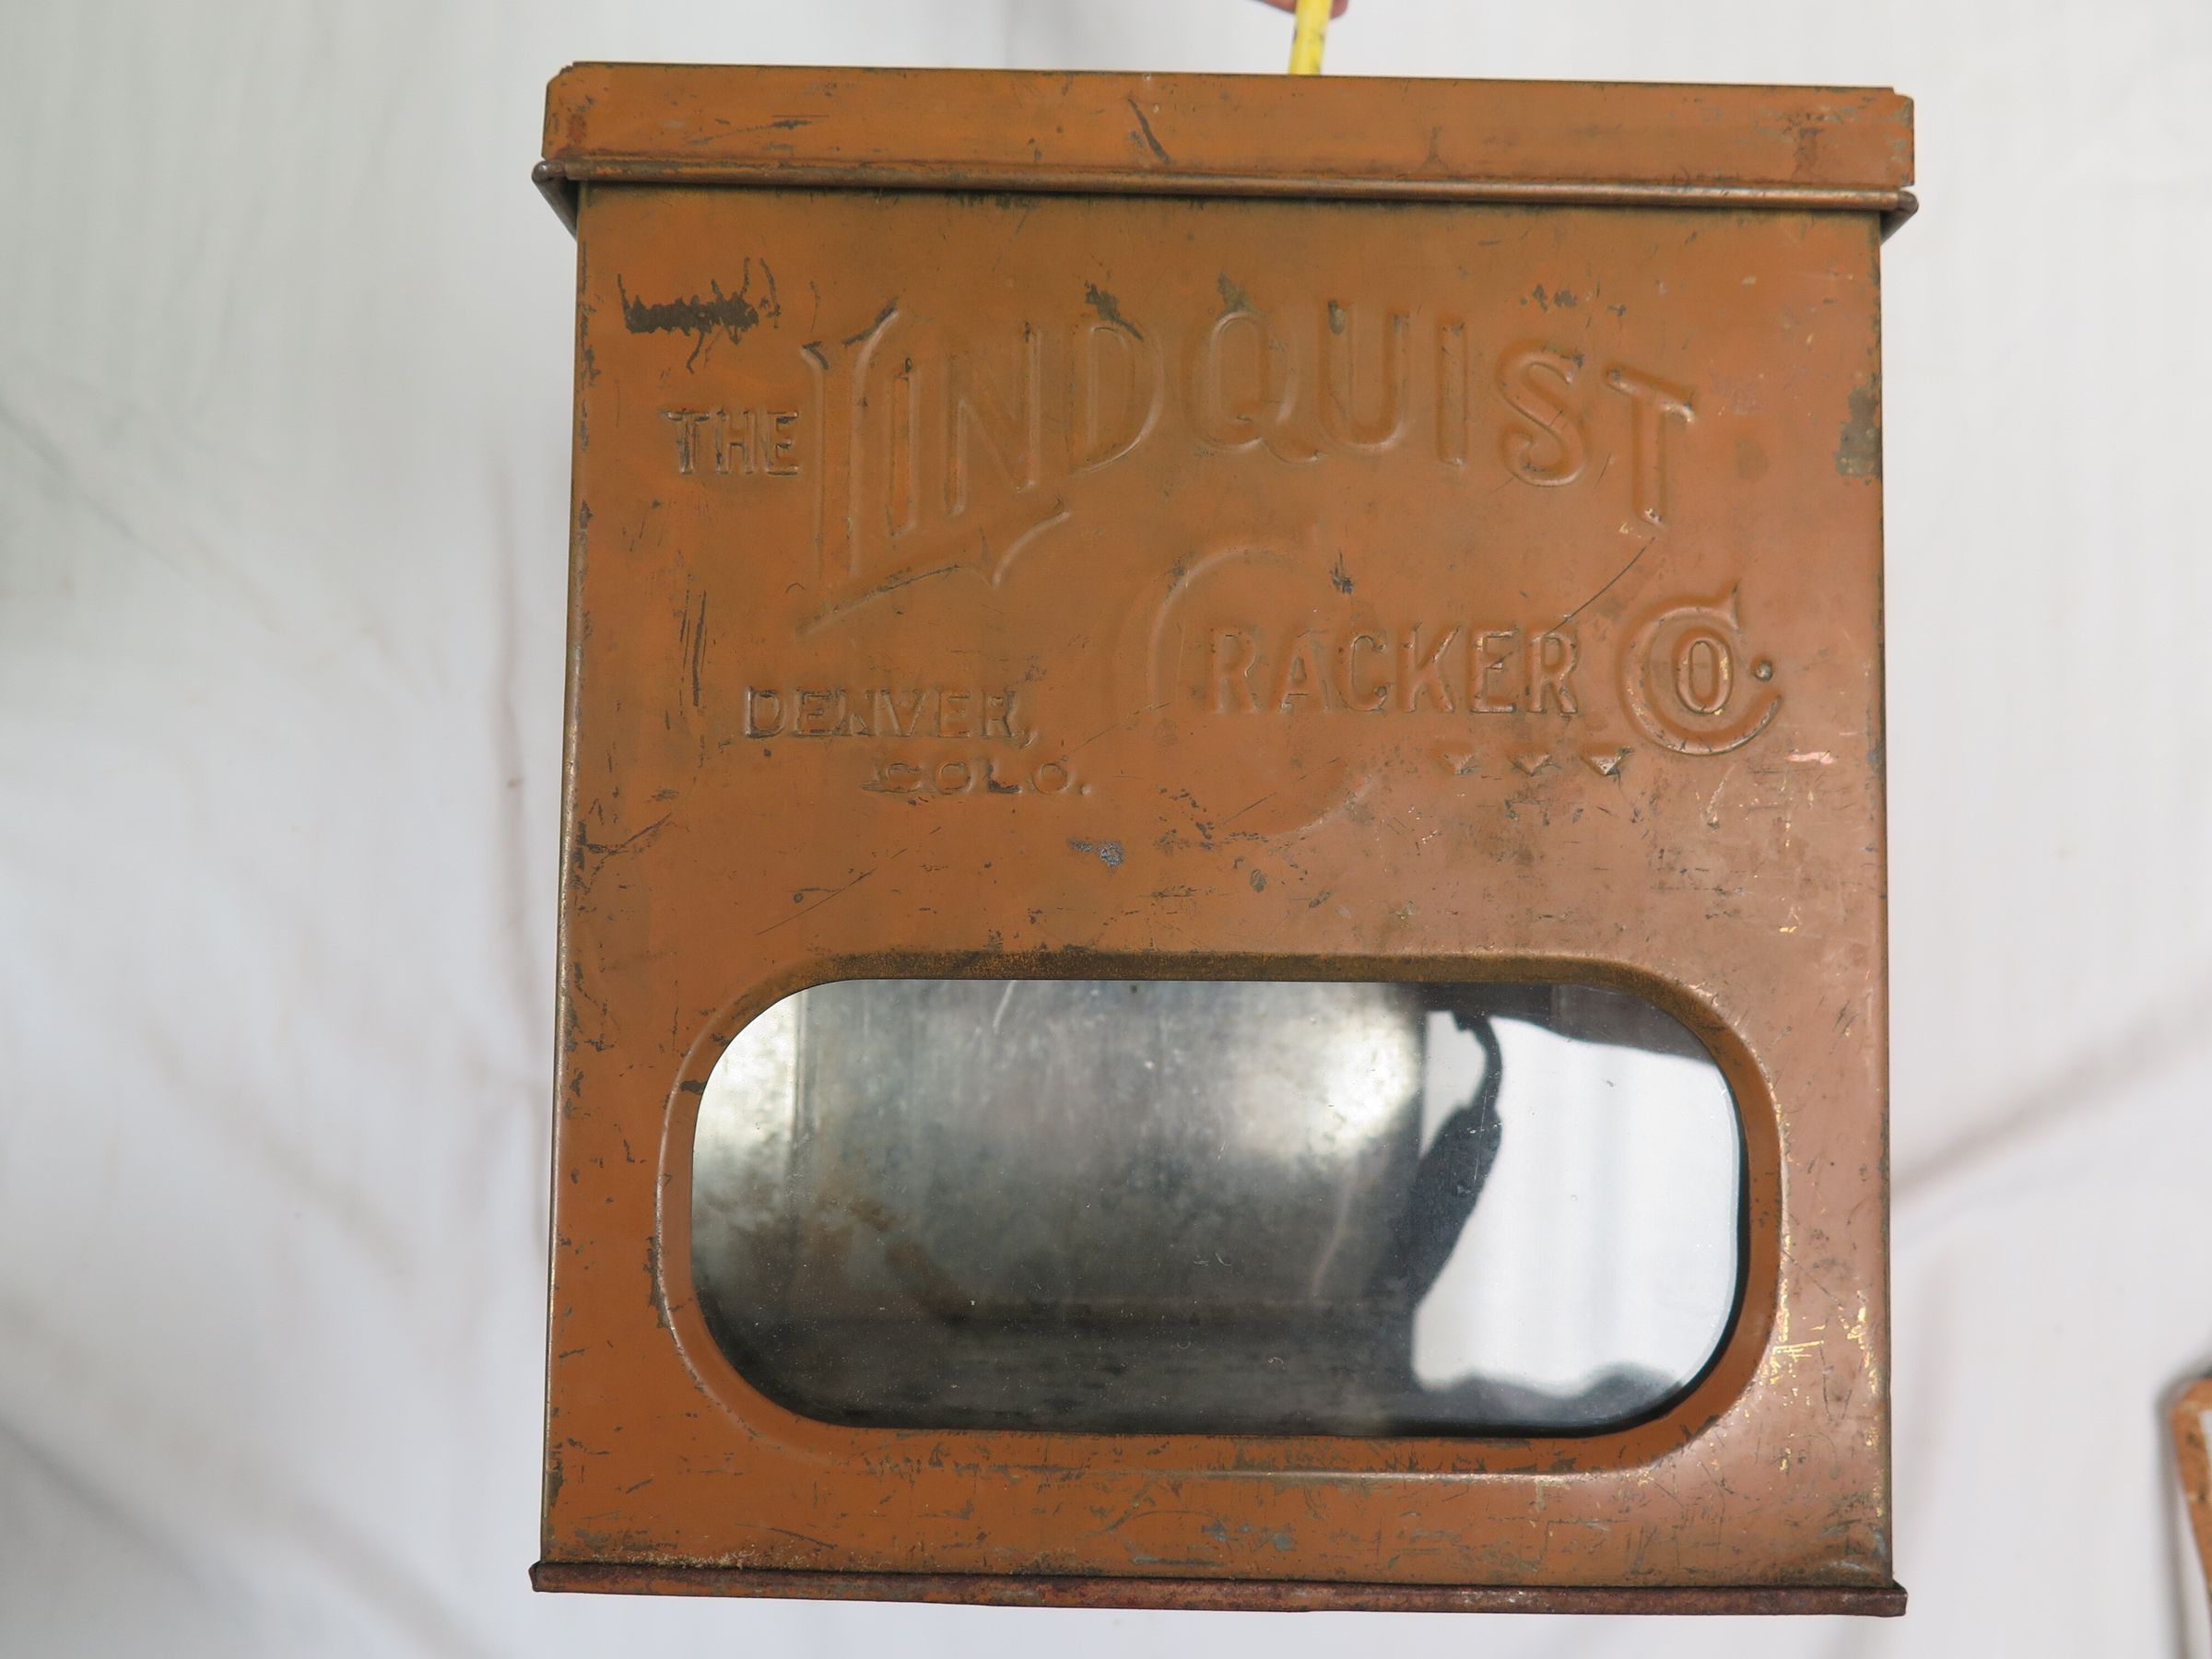 THE LINDQUIST
CRACKER CO.
DENVER,
COLO.